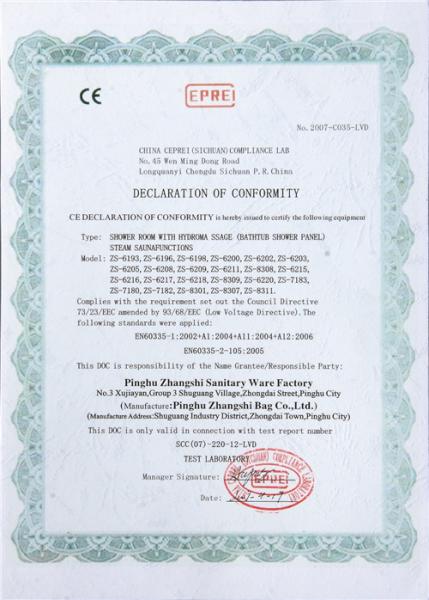 CE
EPREI
No. 2007-C035-LVD
CHINA CEPREI(SICHUAN)COMPLIANCE LAB
No. 45 Wen Ming Dong Road
Longquanyi Chengdu Sichuan P.R.China
DECLARATION OF CONFORMITY
CE DECLARATION OF CONFORMITY is hereby issued to certify the following equipment
Type: SHOWER ROOM WITH HYDROMA SSAGE (BATHTUB SHOWER PANEL)
STEAM SAUNAFUNCTIONS
Model: ZS-6193, ZS-6196, ZS-6198, ZS-6200, ZS-6202, ZS-6203,
ZS-6205, ZS-6208, ZS-6209, ZS-6211, ZS-8308, ZS-6215,
ZS-6216, ZS-6217, ZS-6218, ZS-8309, ZS-6220, ZS-7183,
ZS-7180, ZS-7182, ZS-8301, ZS-8307, ZS-8311.
Complies with the requirement set out the Council Directive
73/23/EEC amended by 93/68/EEC (Low Voltage Directive). The
following standards were applied:
EN60335-1:2002+A1:2004+A11:2004+A12:2006
EN60335-2-105:2005
This DOC is responsibility of the Name Grantee/Responsible Party:
Pinghu Zhangshi Sanitary Ware Factory
No.3 Xujiayan,Group 3 Shuguang Village,Zhongdai Street,Pinghu City
(Manufacture:Pinghu Zhangshi Bag Co.,Ltd.)
(Manufacture Address:Shuguang Industry District,Zhongdai Town,Pinghu City)
This DOC is only valid in connection with test report number
SCC(07)-220-12-LVD
TEST LABORATORY
Manager Signature:
EPREI
Date: